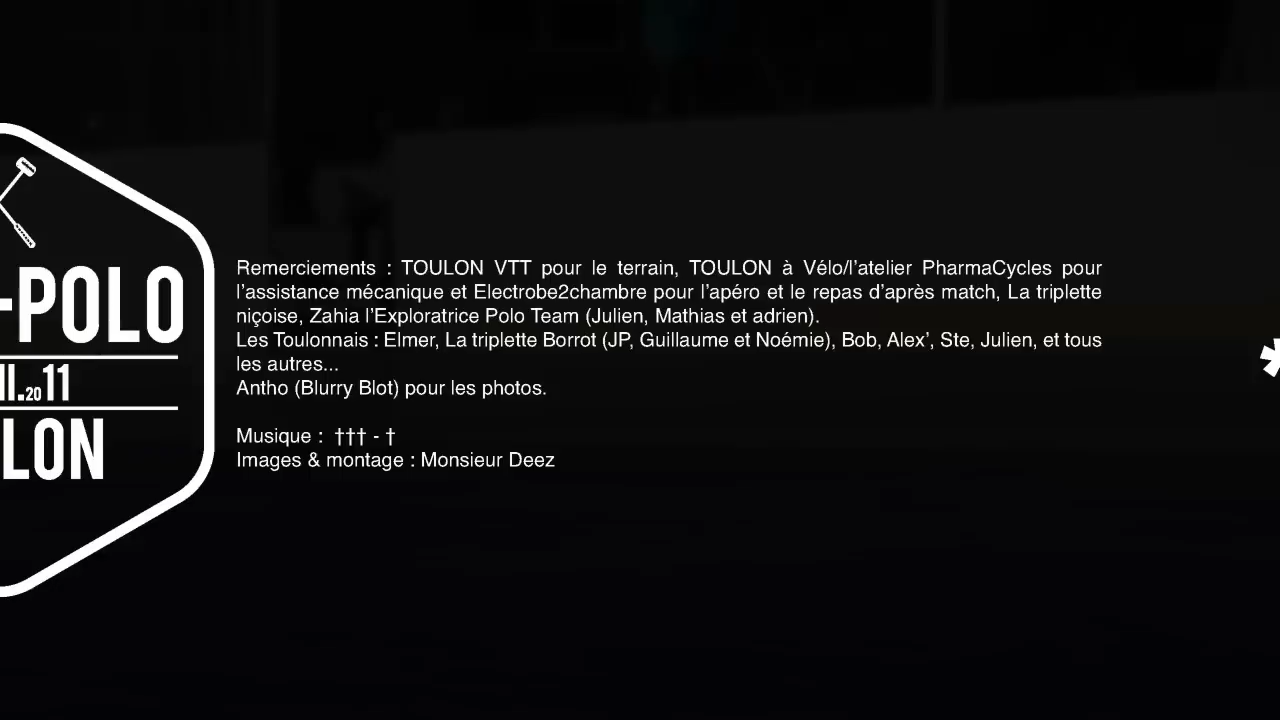 -POLO
II.2011
LON
Remerciements : TOULON VTT pour le terrain, TOULON à Vélo/l'atelier PharmaCycles pour
l'assistance mécanique et Electrobe2chambre pour l'apéro et le repas d'après match, La triplette
niçoise, Zahia l'Exploratrice Polo Team (Julien, Mathias et adrien).
Les Toulonnais : Elmer, La triplette Borrot (JP, Guillaume et Noémie), Bob, Alex', Ste, Julien, et tous
les autres...
Antho (Blurry Blot) pour les photos.
Musique : ††† - †
Images & montage : Monsieur Deez
*